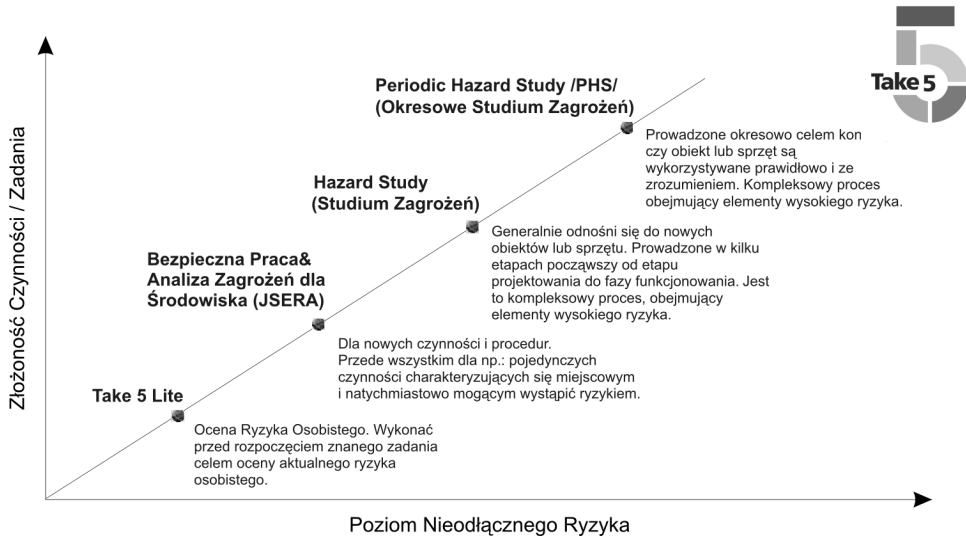 Take 5
Periodic Hazard Study /PHS/
(Okresowe Studium Zagrożeń)
Prowadzone okresowo celem kon
czy obiekt lub sprzęt są
wykorzystywane prawidłowo i ze
zrozumieniem. Kompleksowy proces
obejmujący elementy wysokiego ryzyka.
Hazard Study
(Studium Zagrożeń)
Generalnie odnośni się do nowych
obiektów lub sprzętu. Prowadzone w kilku
etapach począwszy od etapu
projektowania do fazy funkcjonowania. Jest
to kompleksowy proces, obejmujący
elementy wysokiego ryzyka.
Bezpieczna Praca&
Analiza Zagrożeń dla
Środowiska (JSERA)
Dla nowych czynności i procedur.
Przede wszystkim dla np.: pojedynczych
czynności charakteryzujących się miejscowym
i natychmiastowo mogącym wystąpić ryzykiem.
Take 5 Lite
Ocena Ryzyka Osobistego. Wykonać
przed rozpoczęciem znanego zadania
celem oceny aktualnego ryzyka
osobistego.
Złożoność Czynności / Zadania
Poziom Nieodłącznego Ryzyka